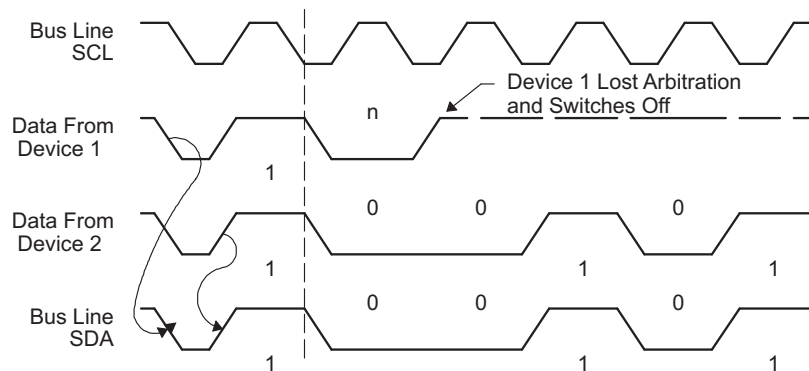 Bus Line
SCL
Device 1 Lost Arbitration
and Switches Off
n
Data From
Device 1
1
0 0 0
Data From
Device 2
1 1 1
0 0 0
Bus Line
SDA
1 1 1